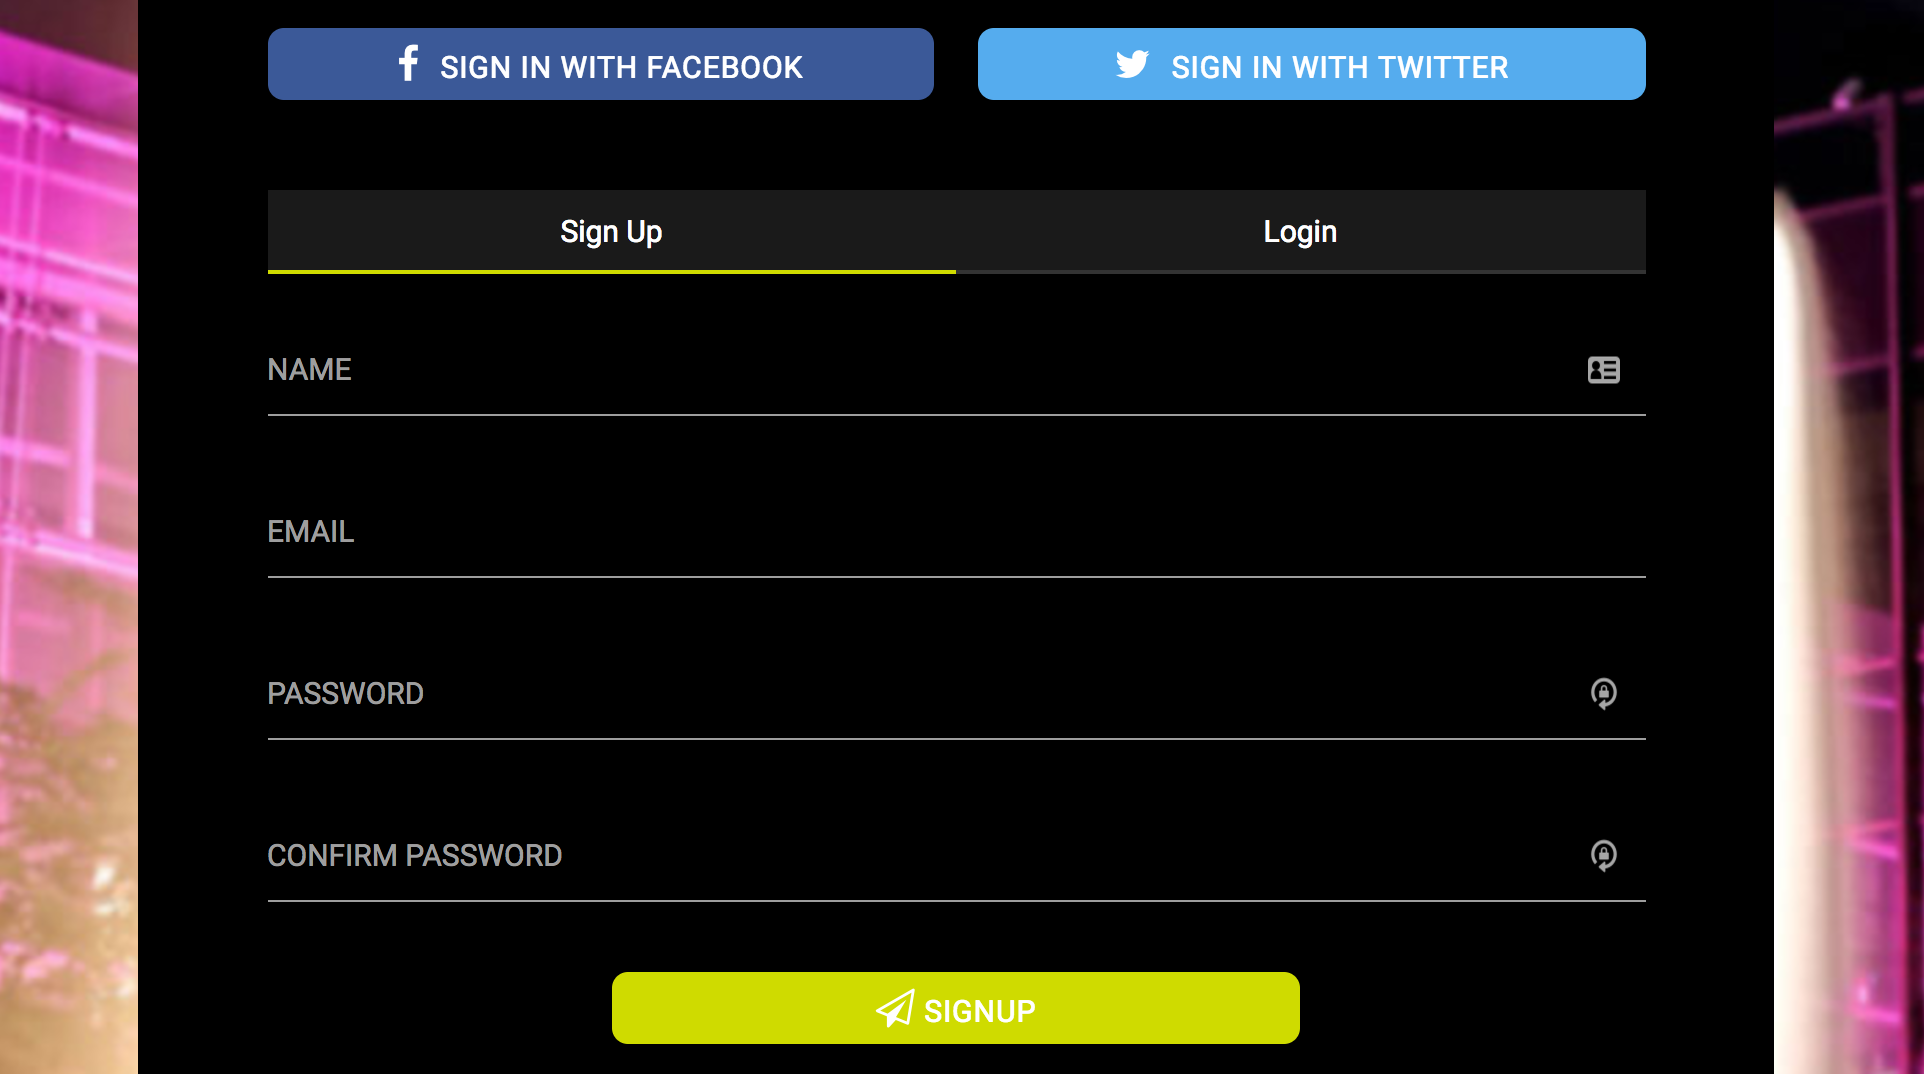 SIGN IN WITH FACEBOOK
SIGN IN WITH TWITTER
Sign Up
Login
NAME
EMAIL
PASSWORD
CONFIRM PASSWORD
SIGNUP